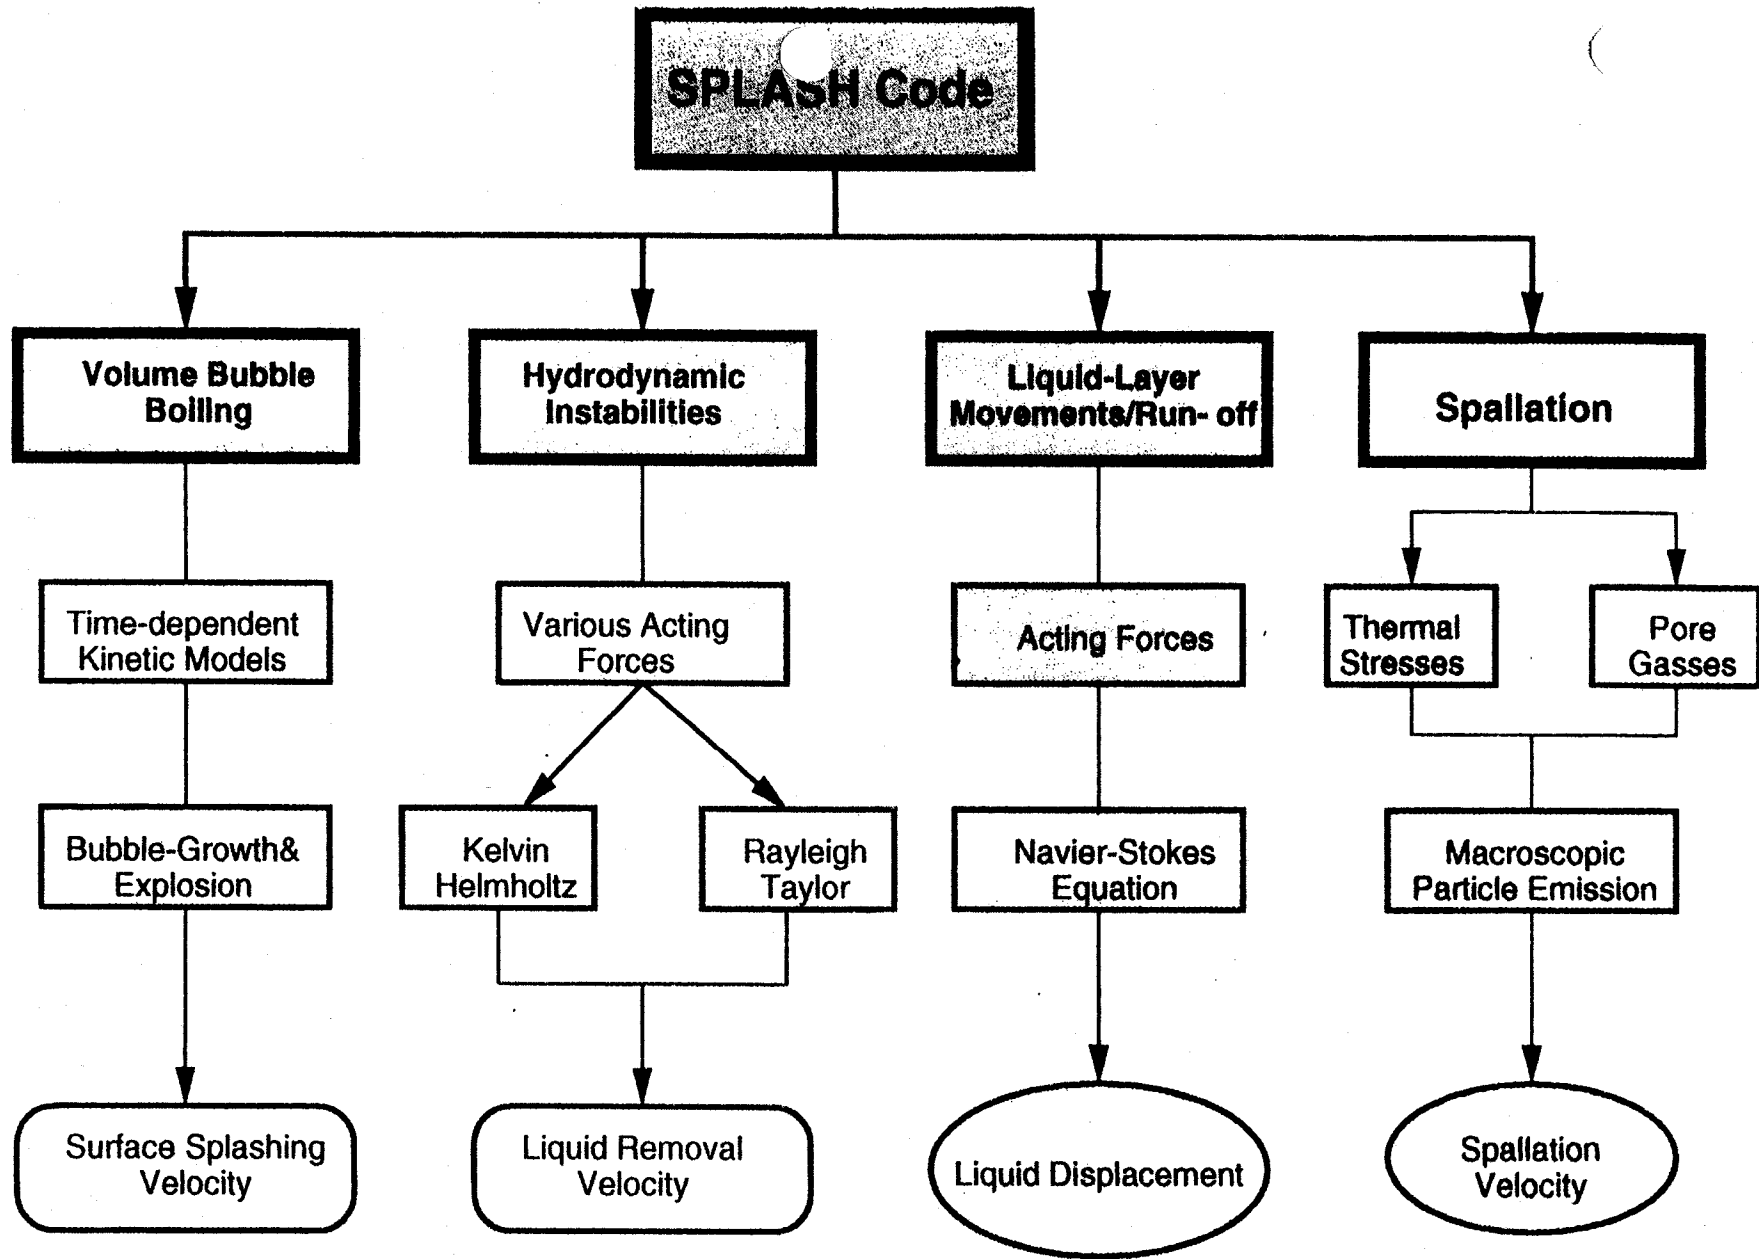 SPLASH Code
Volume Bubble
Boiling
Hydrodynamic
Instabilities
Liquid-Layer
Movements/Run- off
Spallation
Time-dependent
Kinetic Models
Various Acting
Forces
Acting Forces
Thermal
Stresses
Pore
Gasses
Bubble-Growth&
Explosion
Kelvin
Helmholtz
Rayleigh
Taylor
Navier-Stokes
Equation
Macroscopic
Particle Emission
Surface Splashing
Velocity
Liquid Removal
Velocity
Liquid Displacement
Spallation
Velocity